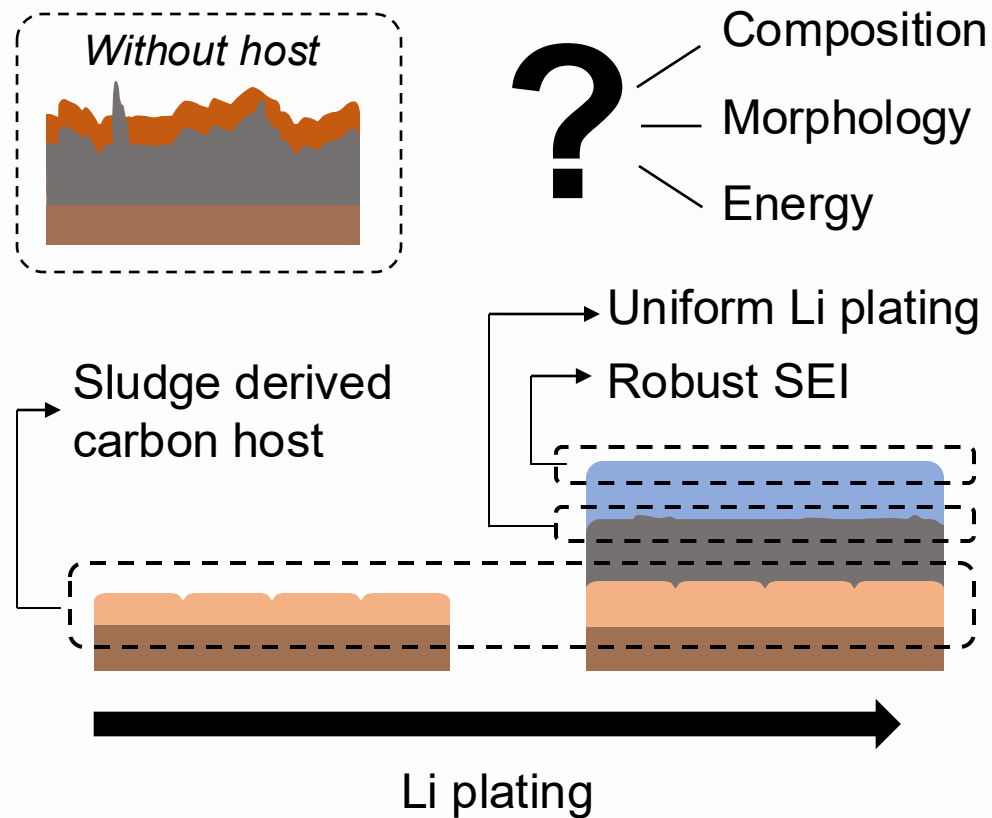 Without host
?
Composition
Morphology
Energy
Uniform Li plating
Robust SEI
Sludge derived
carbon host
Li plating